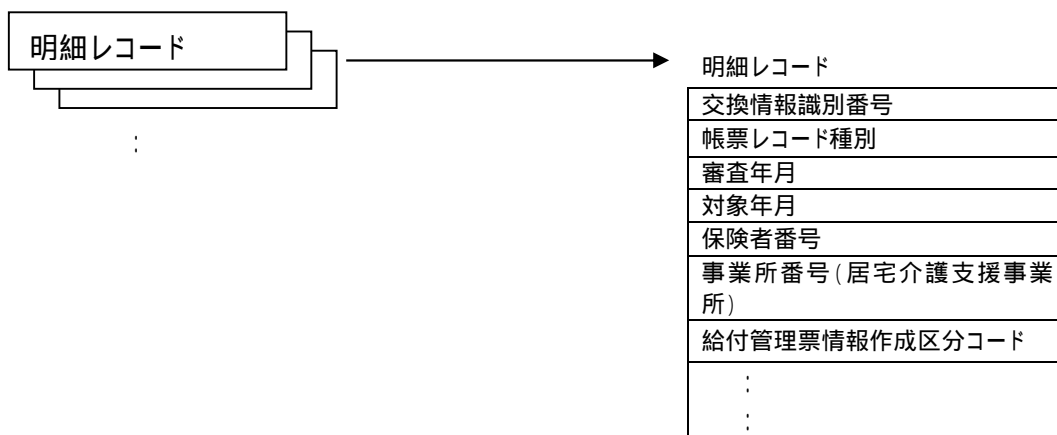 明細レコード
:
明細レコード
交換情報識別番号
帳票レコード種別
審査年月
対象年月
保険者番号
事業所番号(居宅介護支援事業
所)
給付管理票情報作成区分コード
:
: